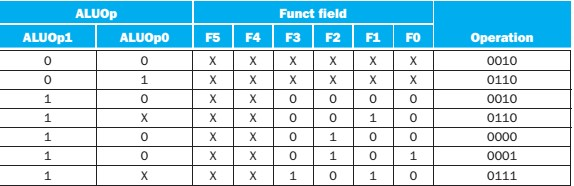 ALUOp Funct field
ALUOp1 ALUOp0 F5 F4 F3 F2 F1 F0 Operation
0 0 X X X X X X 0010
0 1 X X X X X X 0110
1 0 X X 0 0 0 0 0010
1 X X X 0 0 1 0 0110
1 0 X X 0 1 0 0 0000
1 0 X X 0 1 0 1 0001
1 X X X 1 0 1 0 0111